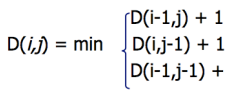 D(i-1,j) + 1
D(i,j) = min D(i,j-1) + 1
D(i-1,j-1) +